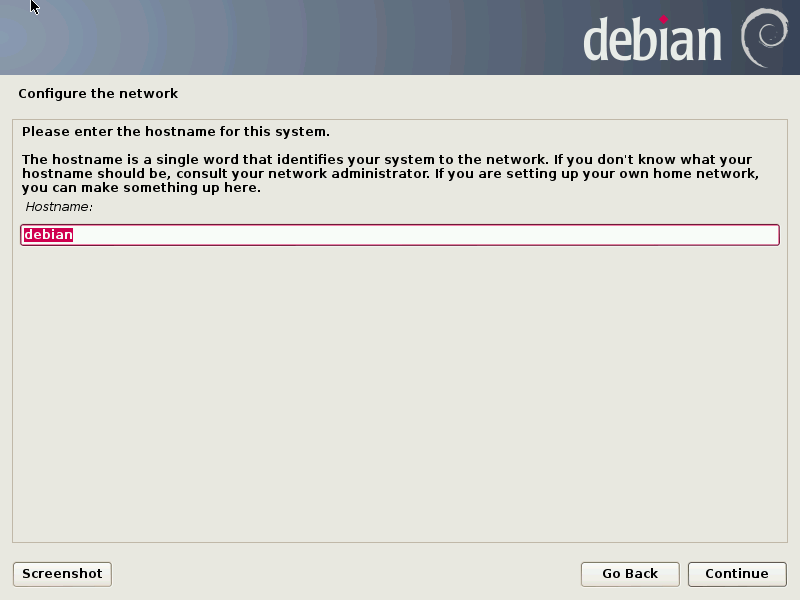 debian
Configure the network
Please enter the hostname for this system.
The hostname is a single word that identifies your system to the network. If you don't know what your
hostname should be, consult your network administrator. If you are setting up your own home network,
you can make something up here.
Hostname:
debian
Screenshot
Go Back
Continue